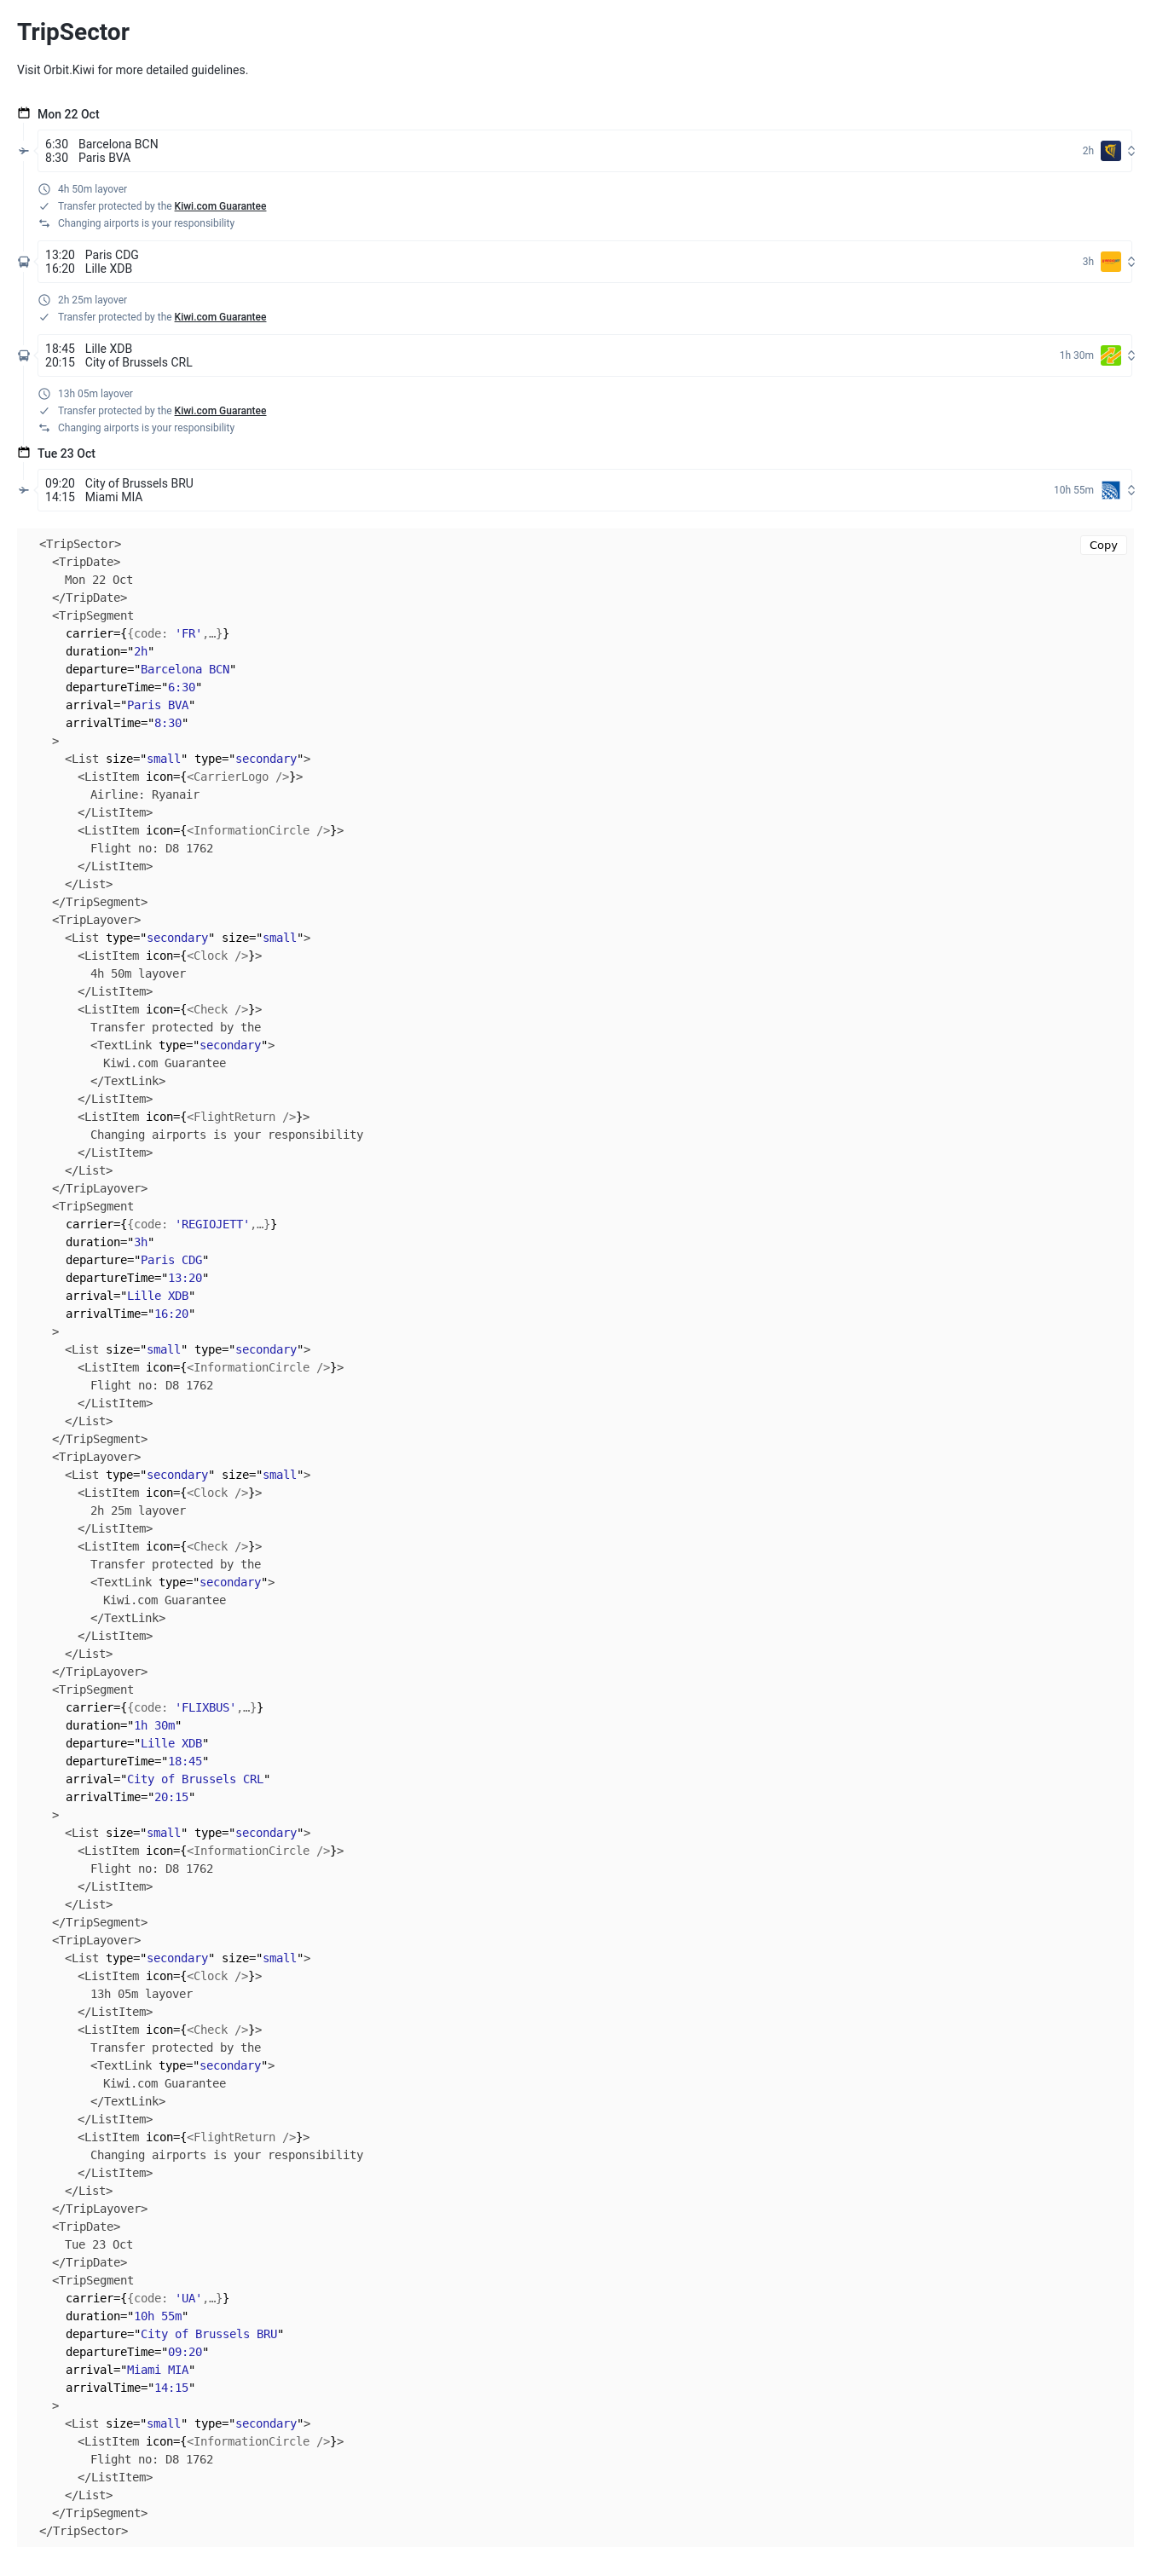 TripSector
Visit Orbit.Kiwi for more detailed guidelines.
Mon 22 Oct
6:30 Barcelona BCN
8:30 Paris BVA
2h
4h 50m layover
Transfer protected by the Kiwi.com Guarantee
Changing airports is your responsibility
13:20 Paris CDG
16:20 Lille XDB
3h
2h 25m layover
Transfer protected by the Kiwi.com Guarantee
18:45 Lille XDB
20:15 City of Brussels CRL
1h 30m
13h 05m layover
Transfer protected by the Kiwi.com Guarantee
Changing airports is your responsibility
Tue 23 Oct
09:20 City of Brussels BRU
14:15 Miami MIA
10h 55m
Copy
<TripSector>
<TripDate>
Mon 22 Oct
</TripDate>
<TripSegment
carrier={{code: 'FR',…}}
duration="2h"
departure="Barcelona BCN"
departureTime="6:30"
arrival="Paris BVA"
arrivalTime="8:30"
>
<List size="small" type="secondary">
<ListItem icon={<CarrierLogo />}>
Airline: Ryanair
</ListItem>
<ListItem icon={<InformationCircle />}>
Flight no: D8 1762
</ListItem>
</List>
</TripSegment>
<TripLayover>
<List type="secondary" size="small">
<ListItem icon={<Clock />}>
4h 50m layover
</ListItem>
<ListItem icon={<Check />}>
Transfer protected by the
<TextLink type="secondary">
Kiwi.com Guarantee
</TextLink>
</ListItem>
<ListItem icon={<FlightReturn />}>
Changing airports is your responsibility
</ListItem>
</List>
</TripLayover>
<TripSegment
carrier={{code: 'REGIOJETT',…}}
duration="3h"
departure="Paris CDG"
departureTime="13:20"
arrival="Lille XDB"
arrivalTime="16:20"
>
<List size="small" type="secondary">
<ListItem icon={<InformationCircle />}>
Flight no: D8 1762
</ListItem>
</List>
</TripSegment>
<TripLayover>
<List type="secondary" size="small">
<ListItem icon={<Clock />}>
2h 25m layover
</ListItem>
<ListItem icon={<Check />}>
Transfer protected by the
<TextLink type="secondary">
Kiwi.com Guarantee
</TextLink>
</ListItem>
</List>
</TripLayover>
<TripSegment
carrier={{code: 'FLIXBUS',…}}
duration="1h 30m"
departure="Lille XDB"
departureTime="18:45"
arrival="City of Brussels CRL"
arrivalTime="20:15"
>
<List size="small" type="secondary">
<ListItem icon={<InformationCircle />}>
Flight no: D8 1762
</ListItem>
</List>
</TripSegment>
<TripLayover>
<List type="secondary" size="small">
<ListItem icon={<Clock />}>
13h 05m layover
</ListItem>
<ListItem icon={<Check />}>
Transfer protected by the
<TextLink type="secondary">
Kiwi.com Guarantee
</TextLink>
</ListItem>
<ListItem icon={<FlightReturn />}>
Changing airports is your responsibility
</ListItem>
</List>
</TripLayover>
<TripDate>
Tue 23 Oct
</TripDate>
<TripSegment
carrier={{code: 'UA',…}}
duration="10h 55m"
departure="City of Brussels BRU"
departureTime="09:20"
arrival="Miami MIA"
arrivalTime="14:15"
>
<List size="small" type="secondary">
<ListItem icon={<InformationCircle />}>
Flight no: D8 1762
</ListItem>
</List>
</TripSegment>
</TripSector>